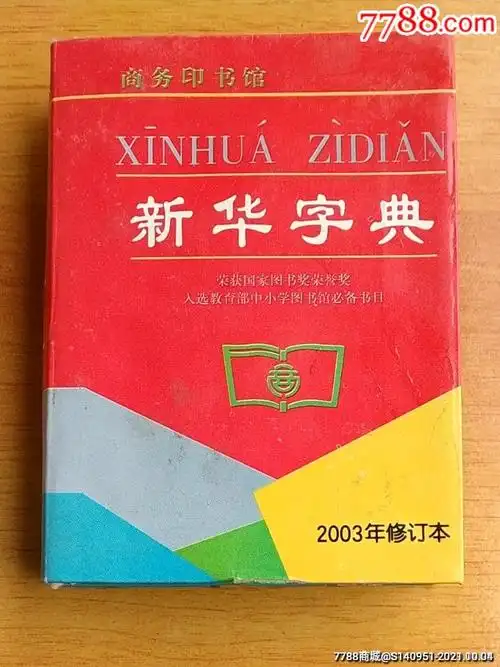 7788.com
商务印书馆
XĪNHUÁ ZÌDIǍN
新华字典
荣获国家图书奖荣誉奖
入选教育部中小学图书馆必备书目
2003年修订本
7788商城@S140951-2021.10.04